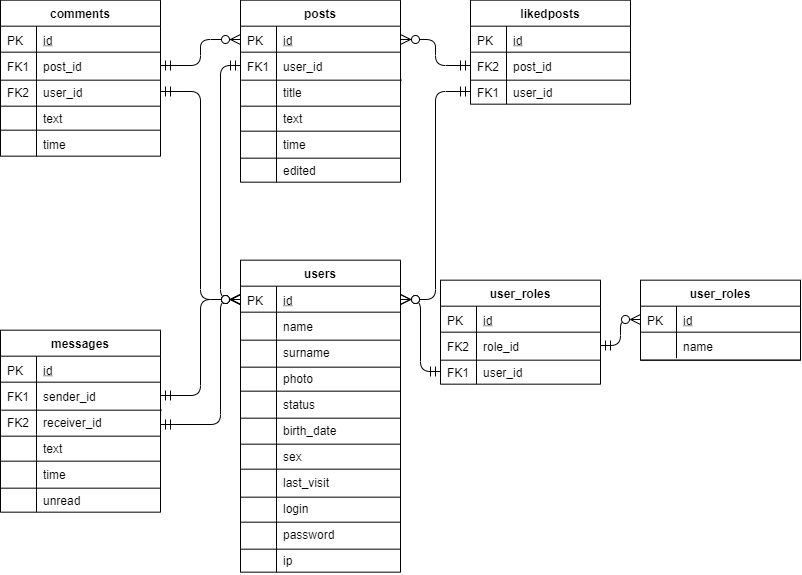 comments
PK id
FK1 post_id
FK2 user_id
text
time
posts
PK id
FK1 user_id
title
text
time
edited
likedposts
PK id
FK2 post_id
FK1 user_id
users
PK id
name
surname
photo
status
birth_date
sex
last_visit
login
password
ip
user_roles
PK id
FK2 role_id
FK1 user_id
user_roles
PK id
name
messages
PK id
FK1 sender_id
FK2 receiver_id
text
time
unread